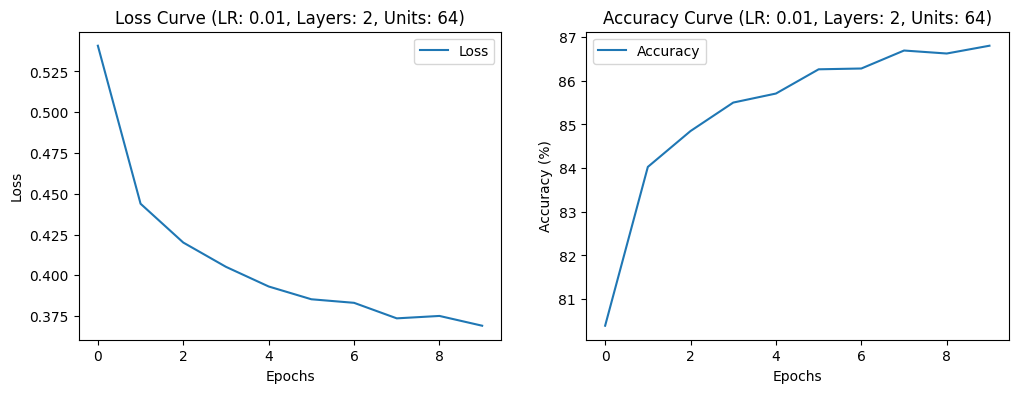 Loss Curve (LR: 0.01, Layers: 2, Units: 64)
Loss
0.525
0.500
0.475
0.450
0.425
0.400
0.375
Loss
0 2 4 6 8
Epochs
Accuracy Curve (LR: 0.01, Layers: 2, Units: 64)
Accuracy
87
86
85
84
83
82
81
Accuracy (%)
0 2 4 6 8
Epochs